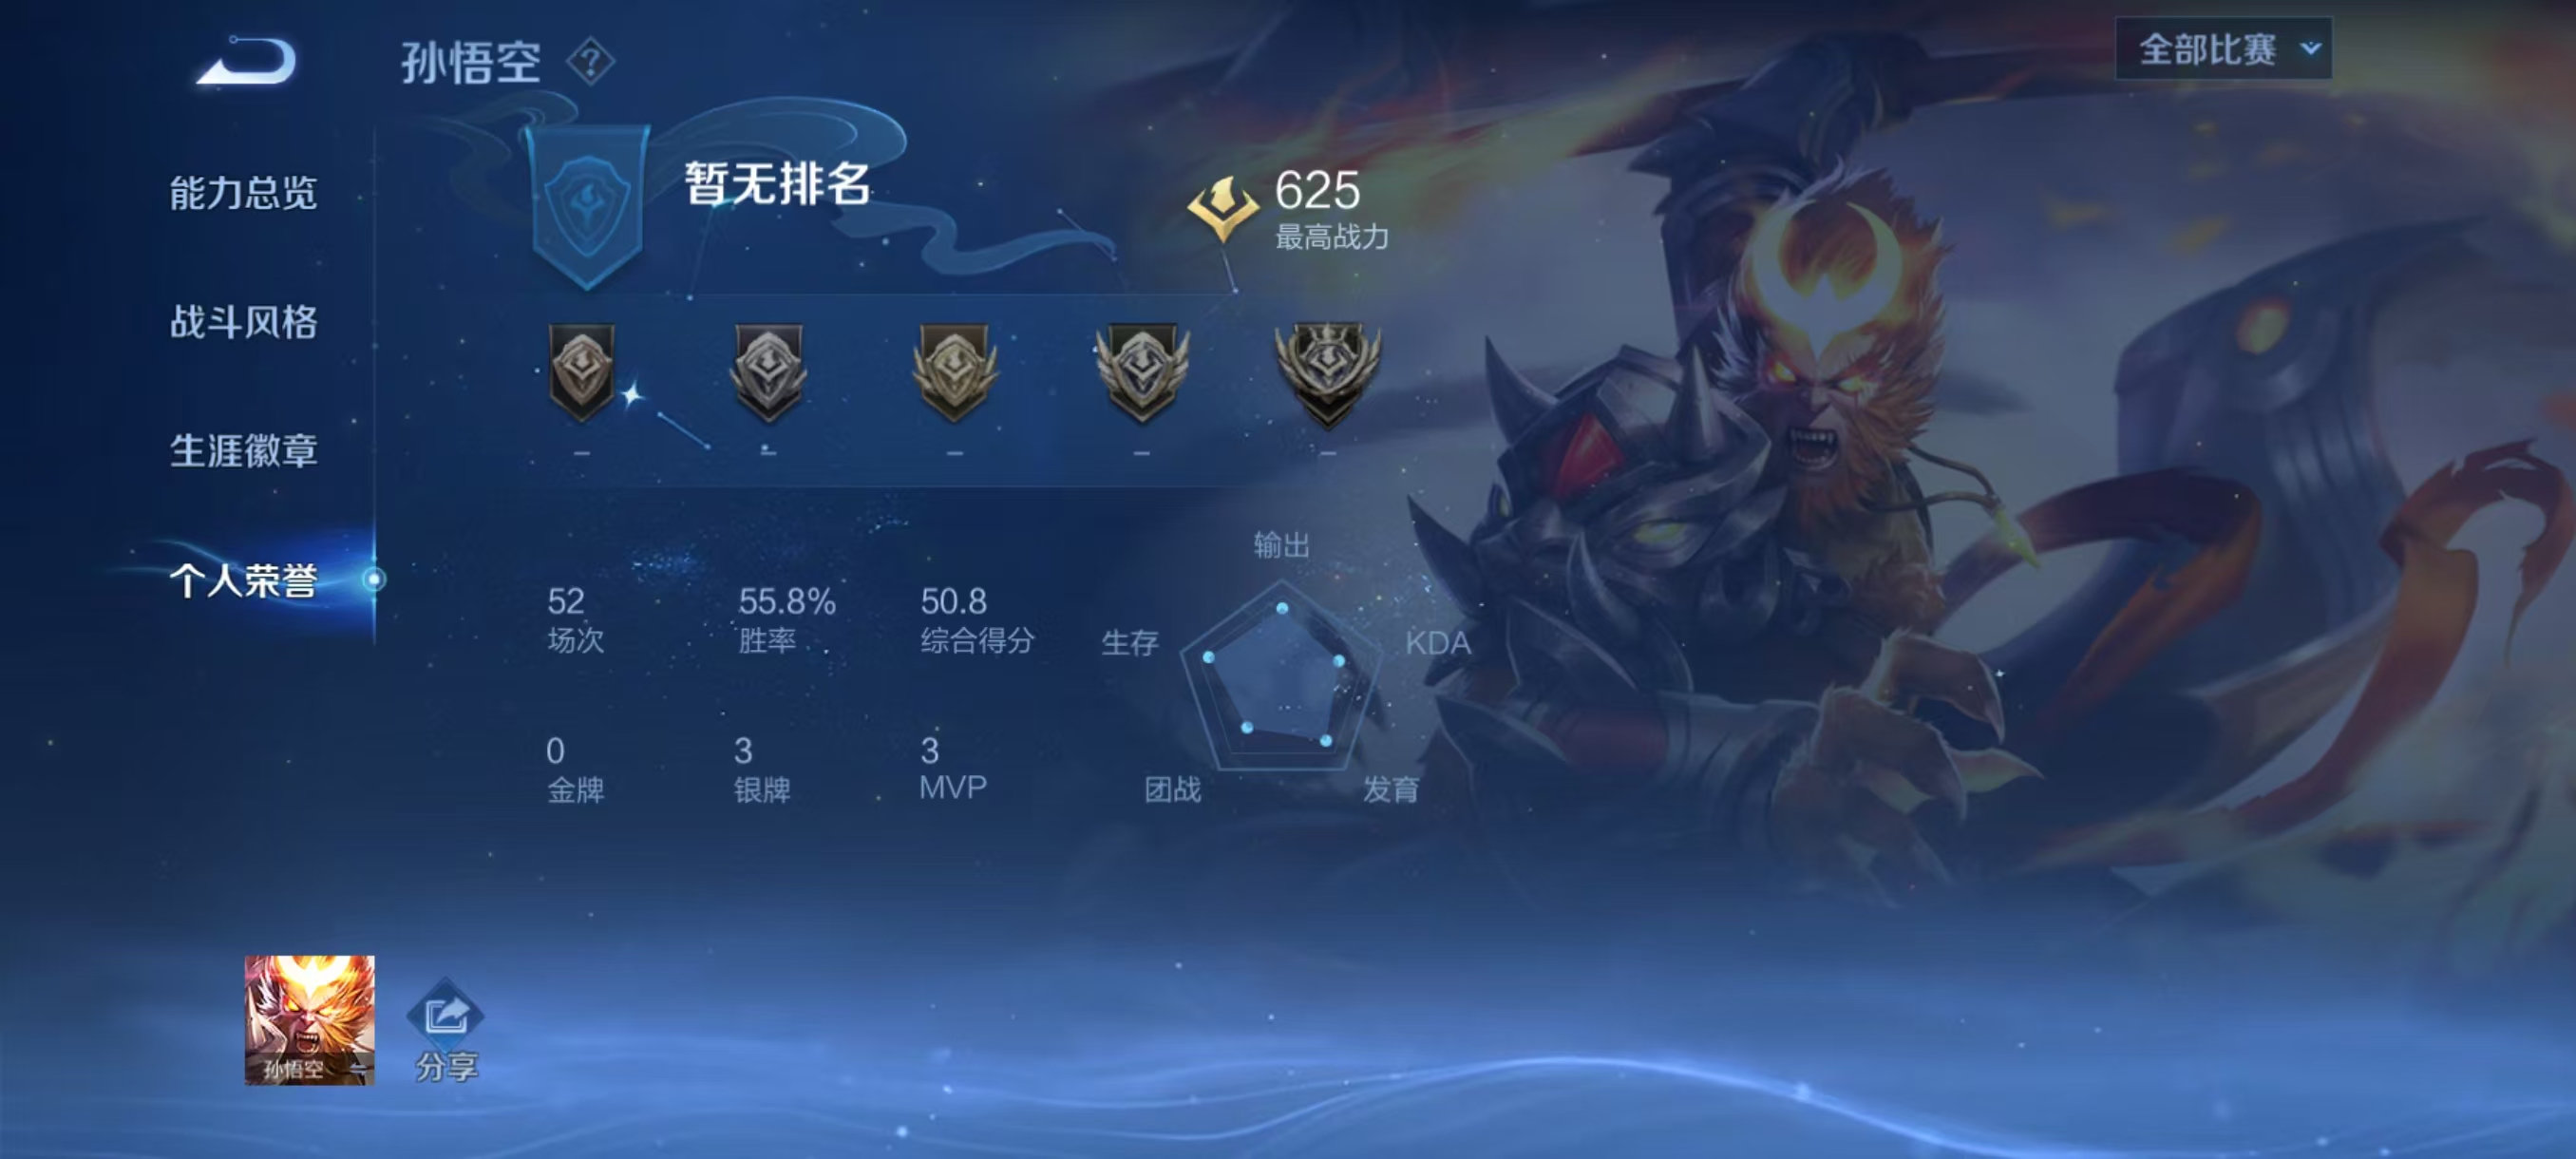 孙悟空
?
全部比赛
能力总览
战斗风格
生涯徽章
个人荣誉
暂无排名
625
最高战力
–
–
–
–
–
52
场次
55.8%
胜率
50.8
综合得分
0
金牌
3
银牌
3
MVP
输出
生存
KDA
团战
发育
孙悟空
分享